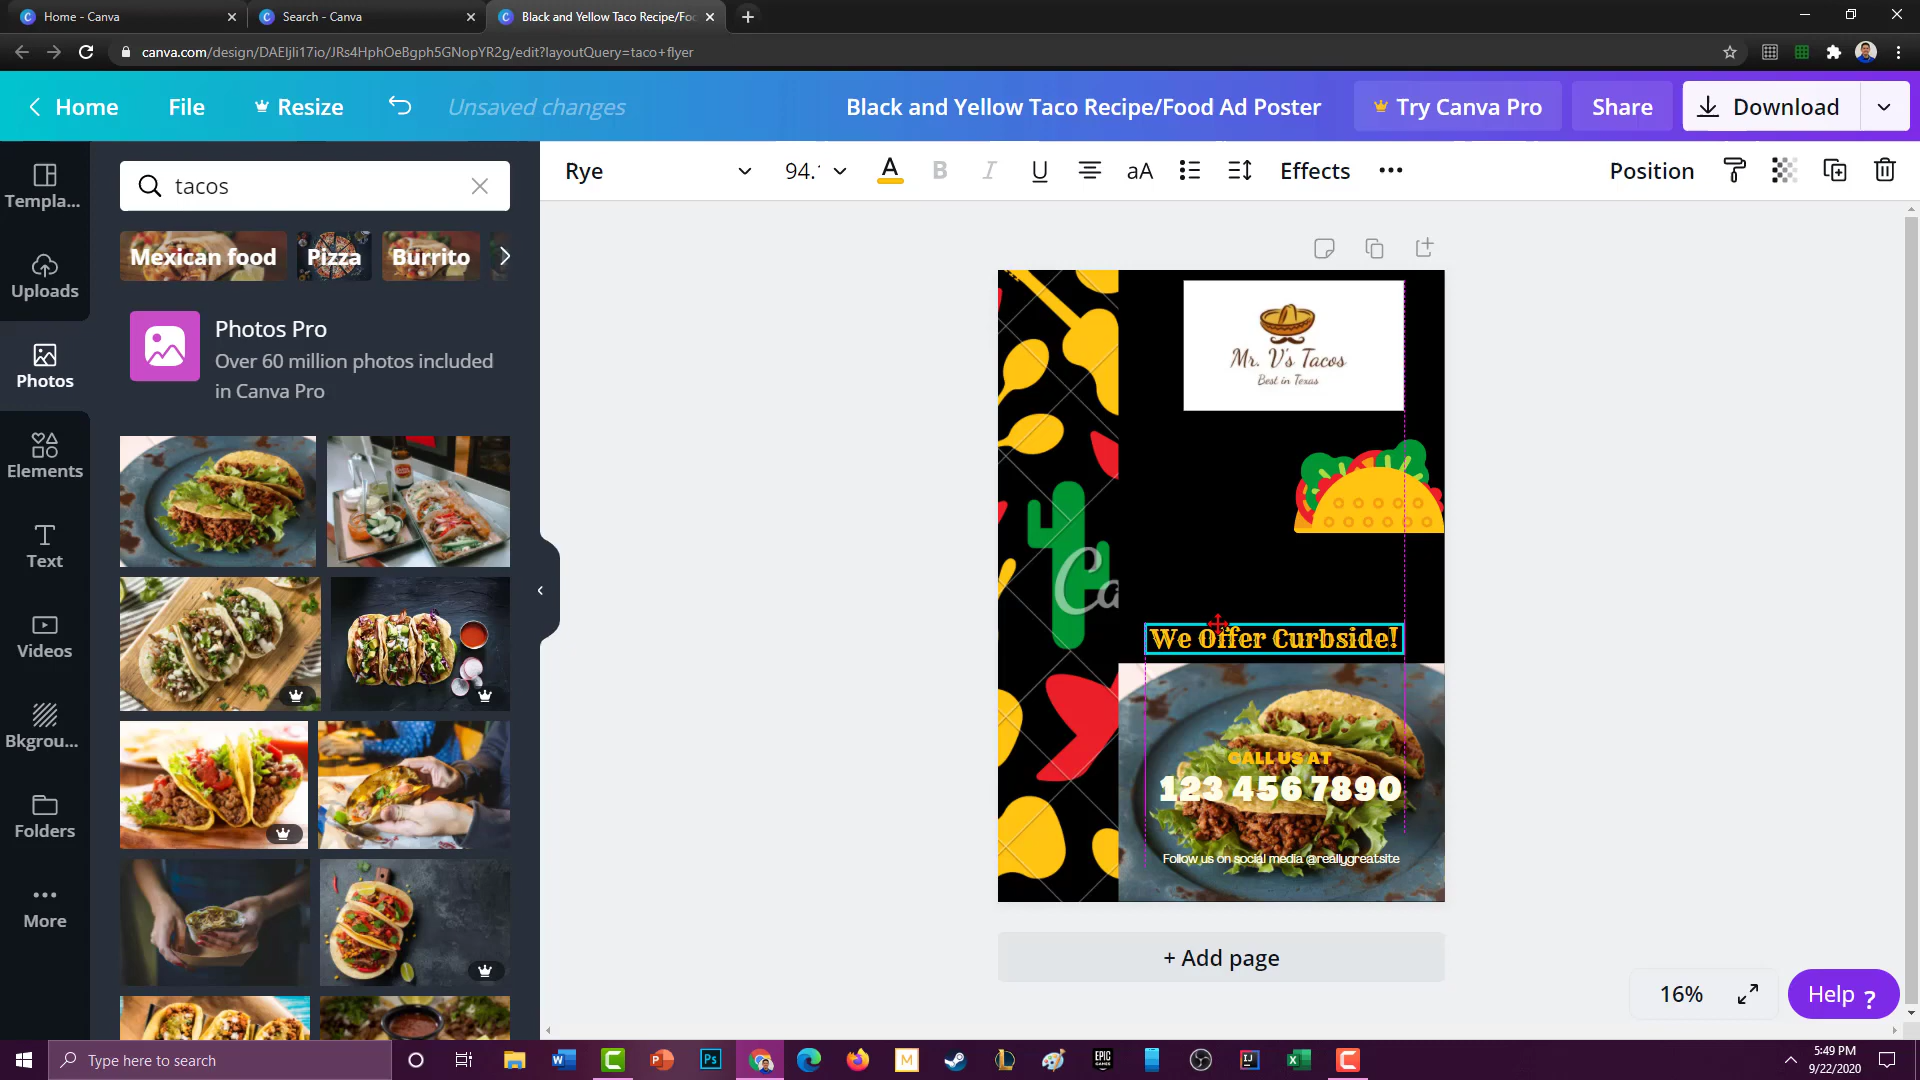 Home - Canva
Search - Canva
Black and Yellow Taco Recipe/Foo
canva.com/design/DAEIjli17io/JRs4HphOeBgph5GNopYR2g/edit?layoutQuery=taco+flyer
Home
File
Resize
Unsaved changes
Black and Yellow Taco Recipe/Food Ad Poster
Try Canva Pro
Share
Download
Templa...
Uploads
Photos
Elements
Text
Videos
Bkgrou...
Folders
More
tacos
Mexican food
Pizza
Burrito
Photos Pro
Over 60 million photos included
in Canva Pro
Rye
94.
A
B
I
U
aA
Effects
Position
Mr. V's Tacos
Best in Texas
Ca
We Offer Curbside!
CALL US AT
123 456 7890
Follow us on social media @reallygreatsite
+ Add page
16%
Help ?
Type here to search
5:49 PM
9/22/2020